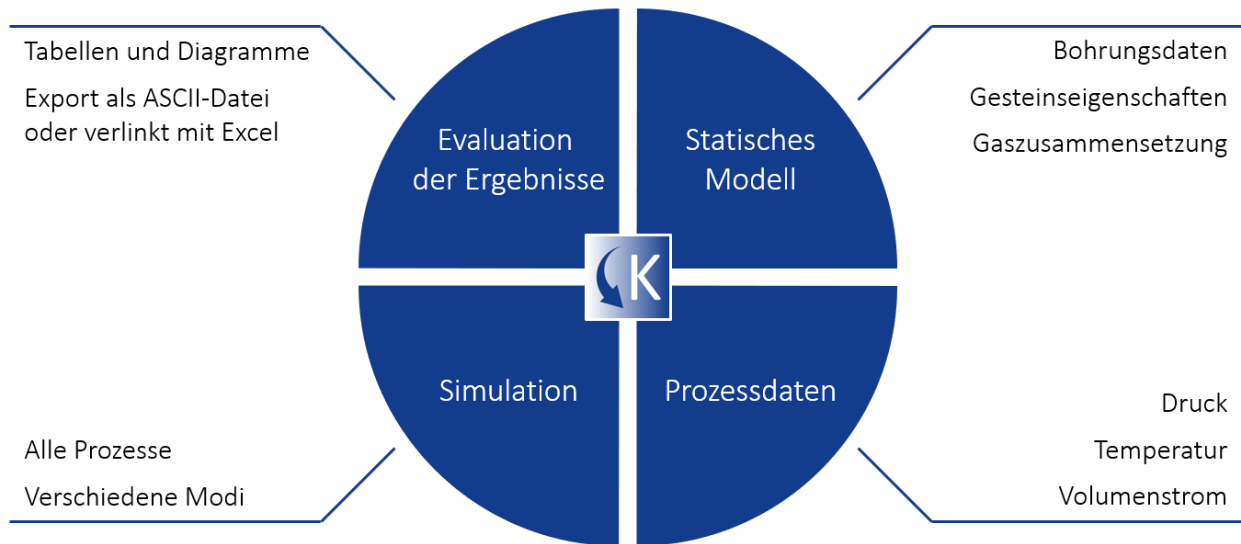 Tabellen und Diagramme
Export als ASCII-Datei
oder verlinkt mit Excel
Evaluation
der Ergebnisse
Statisches
Modell
Bohrungsdaten
Gesteinseigenschaften
Gaszusammensetzung
K
Simulation
Prozessdaten
Alle Prozesse
Verschiedene Modi
Druck
Temperatur
Volumenstrom